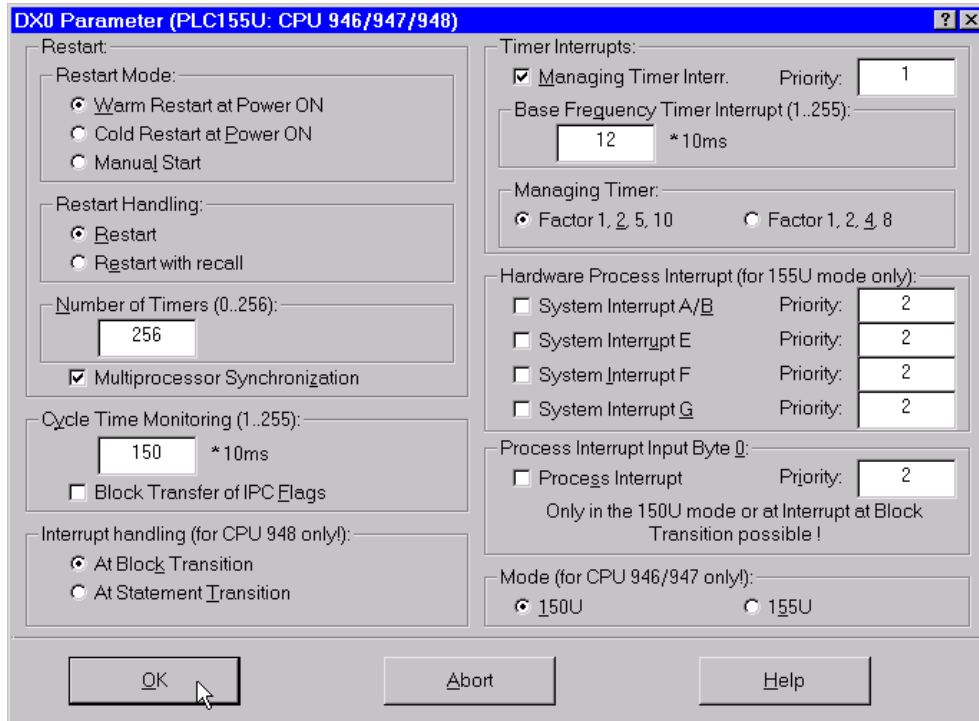 DX0 Parameter (PLC155U: CPU 946/947/948)
Restart:
Restart Mode:
Warm Restart at Power ON
Cold Restart at Power ON
Manual Start
Restart Handling:
Restart
Restart with recall
Number of Timers (0..256):
256
Multiprocessor Synchronization
Cycle Time Monitoring (1..255):
150 *10ms
Block Transfer of IPC Flags
Interrupt handling (for CPU 948 only!):
At Block Transition
At Statement Transition
Timer Interrupts:
Managing Timer Interr. Priority: 1
Base Frequency Timer Interrupt (1..255):
12 *10ms
Managing Timer:
Factor 1, 2, 5, 10 Factor 1, 2, 4, 8
Hardware Process Interrupt (for 155U mode only):
System Interrupt A/B Priority: 2
System Interrupt E Priority: 2
System Interrupt F Priority: 2
System Interrupt G Priority: 2
Process Interrupt Input Byte 0:
Process Interrupt Priority: 2
Only in the 150U mode or at Interrupt at Block
Transition possible !
Mode (for CPU 946/947 only!):
150U 155U
OK Abort Help